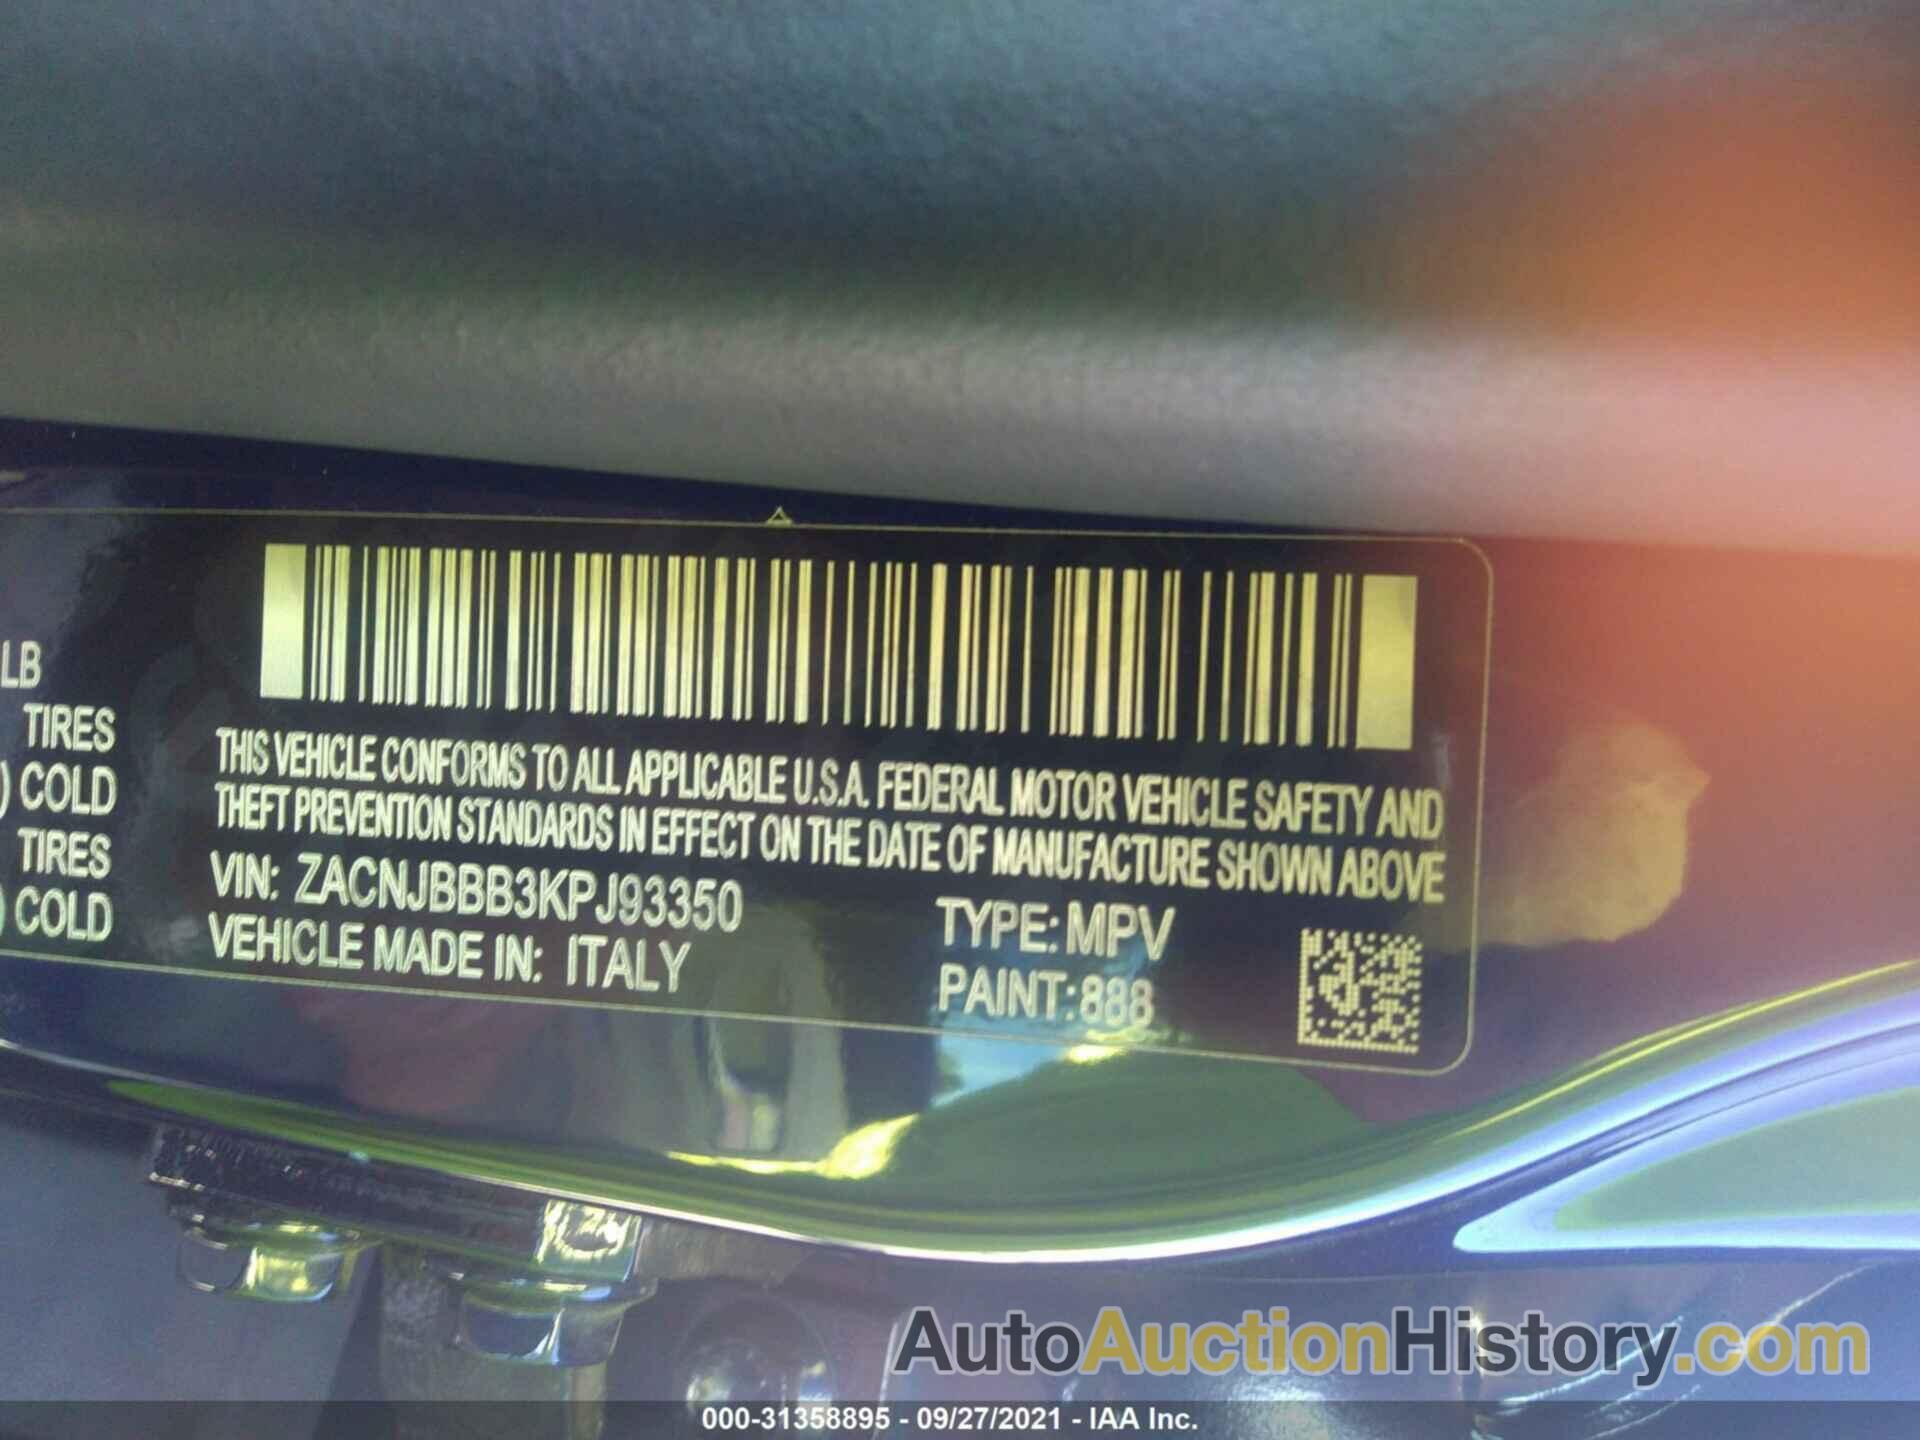 LB
TIRES
) COLD
TIRES
) COLD
THIS VEHICLE CONFORMS TO ALL APPLICABLE U.S.A. FEDERAL MOTOR VEHICLE SAFETY AND
THEFT PREVENTION STANDARDS IN EFFECT ON THE DATE OF MANUFACTURE SHOWN ABOVE
VIN: ZACNJBBB3KPJ93350
VEHICLE MADE IN: ITALY
TYPE: MPV
PAINT: 888
AutoAuctionHistory.com
000-31358895 - 09/27/2021 - IAA Inc.